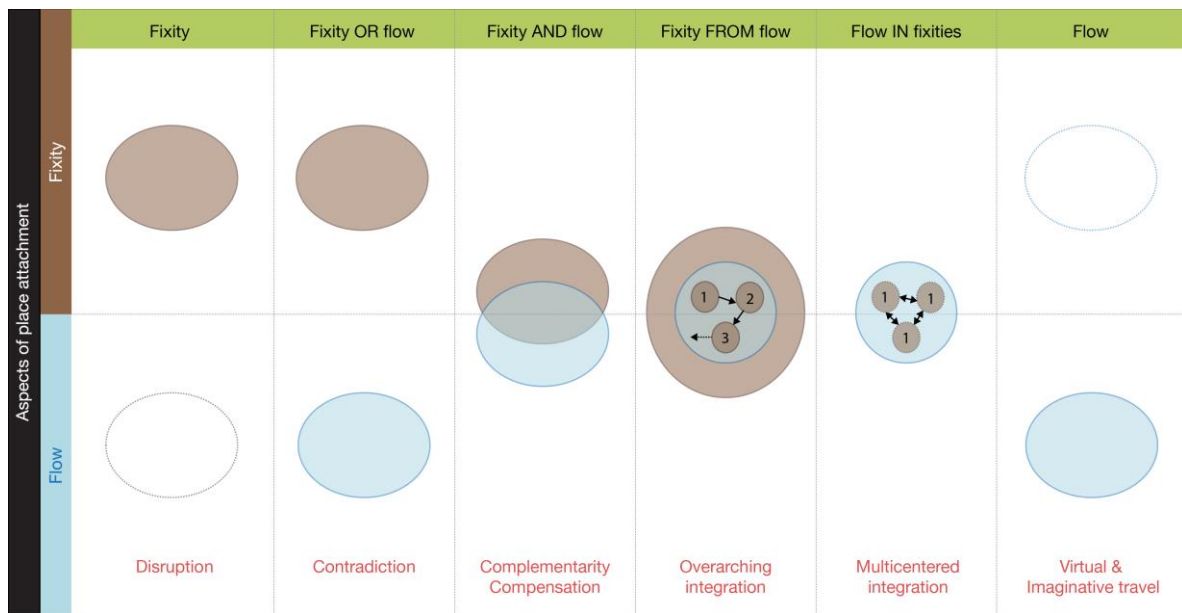 Fixity
Fixity OR flow
Fixity AND flow
Fixity FROM flow
Flow IN fixities
Flow
Aspects of place attachment
Fixity
Flow
1
2
3
1
1
1
Disruption
Contradiction
Complementarity
Compensation
Overarching
integration
Multicentered
integration
Virtual &
Imaginative travel